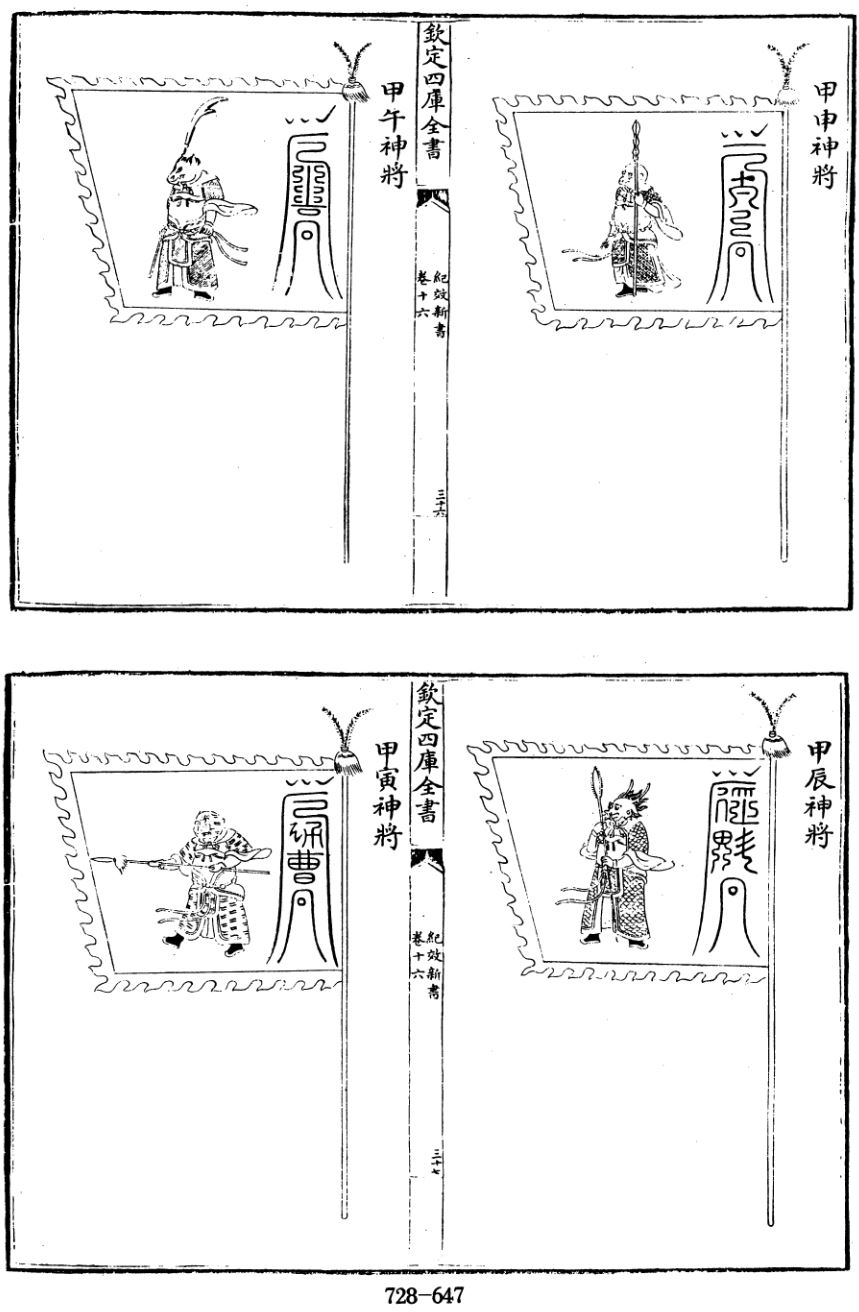 甲申神將
欽定四庫全書
紀效新書
卷十六
三十六
甲午神將
甲辰神將
欽定四庫全書
紀效新書
卷十六
三十七
甲寅神將
728-647